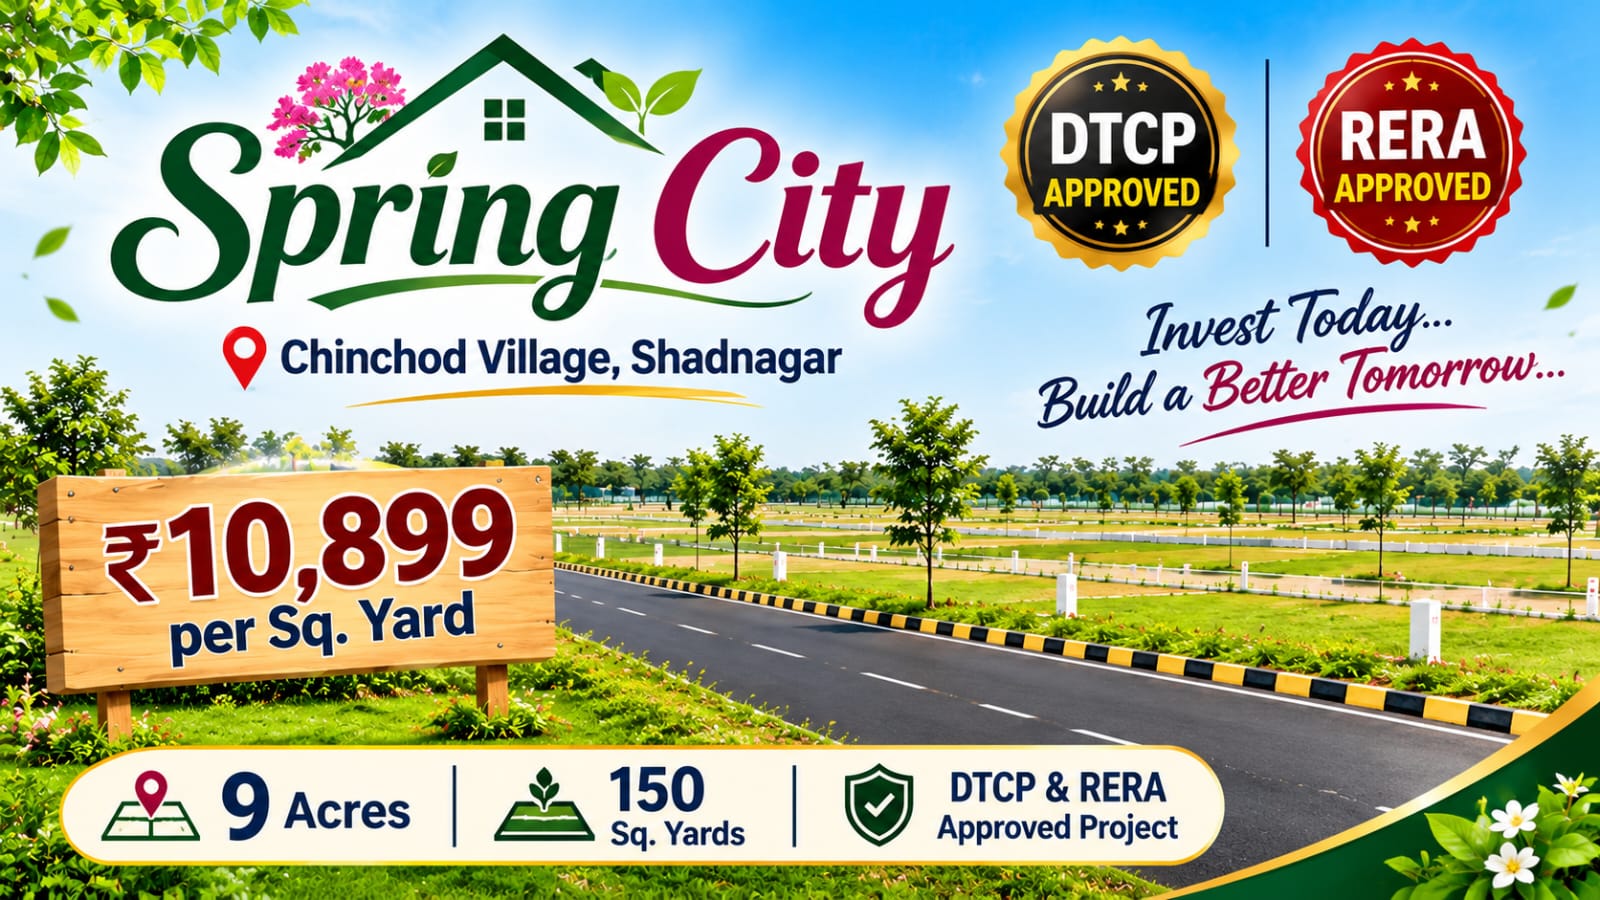 Spring City
Chinchod Village, Shadnagar
DTCP
APPROVED
RERA
APPROVED
Invest Today...
Build a Better Tomorrow...
₹10,899
per Sq. Yard
9 Acres
150
Sq. Yards
DTCP & RERA
Approved Project